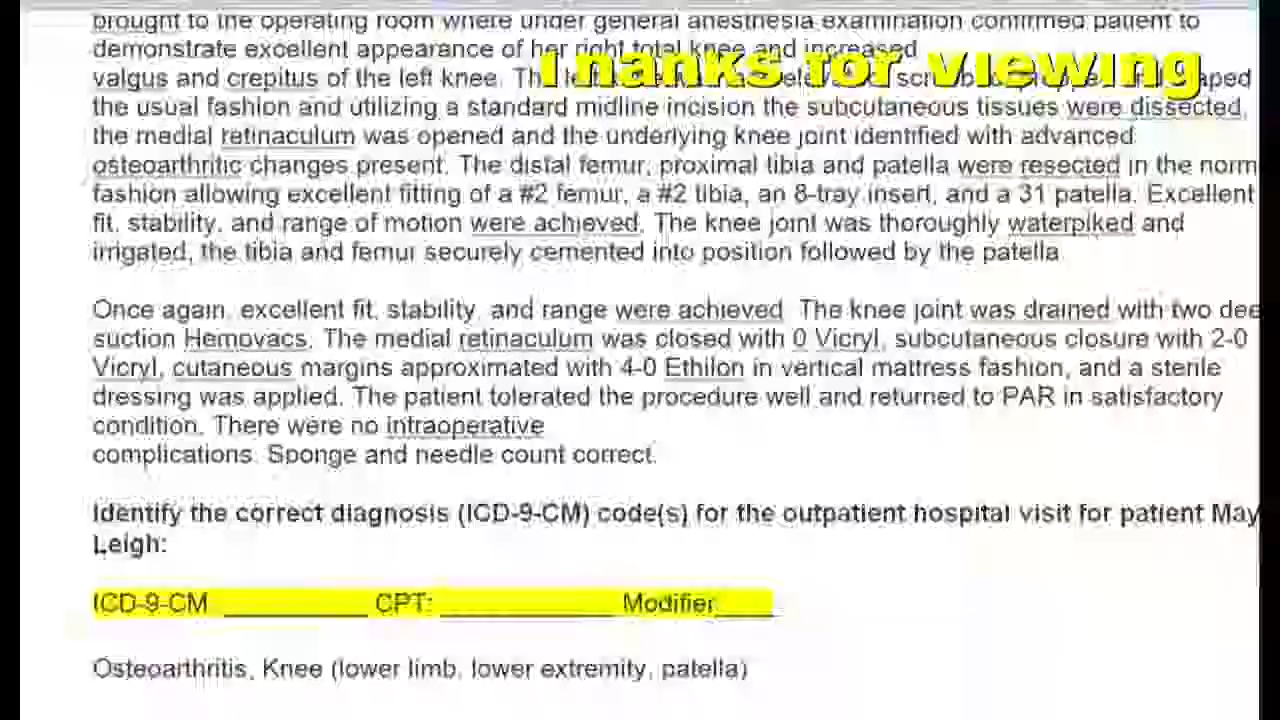 brought to the operating room where under general anesthesia examination confirmed patient to
demonstrate excellent appearance of her right total knee and increased
Thanks for viewing
valgus and crepitus of the left knee. The
the usual fashion and utilizing a standard midline incision the subcutaneous tissues were dissected,
the medial retinaculum was opened and the underlying knee joint identified with advanced
osteoarthritic changes present. The distal femur, proximal tibia and patella were resected in the norm
fashion allowing excellent fitting of a #2 femur, a #2 tibia, an 8-tray insert, and a 31 patella. Excellent
fit, stability, and range of motion were achieved. The knee joint was thoroughly waterpiked and
irrigated, the tibia and femur securely cemented into position followed by the patella.
Once again, excellent fit, stability, and range were achieved. The knee joint was drained with two dee
suction Hemovacs. The medial retinaculum was closed with 0 Vicryl, subcutaneous closure with 2-0
Vicryl, cutaneous margins approximated with 4-0 Ethilon in vertical mattress fashion, and a sterile
dressing was applied. The patient tolerated the procedure well and returned to PAR in satisfactory
condition. There were no intraoperative
complications. Sponge and needle count correct.
Identify the correct diagnosis (ICD-9-CM) code(s) for the outpatient hospital visit for patient May
Leigh:
ICD-9-CM __________ CPT: ____________ Modifier____
Osteoarthritis, Knee (lower limb, lower extremity, patella)